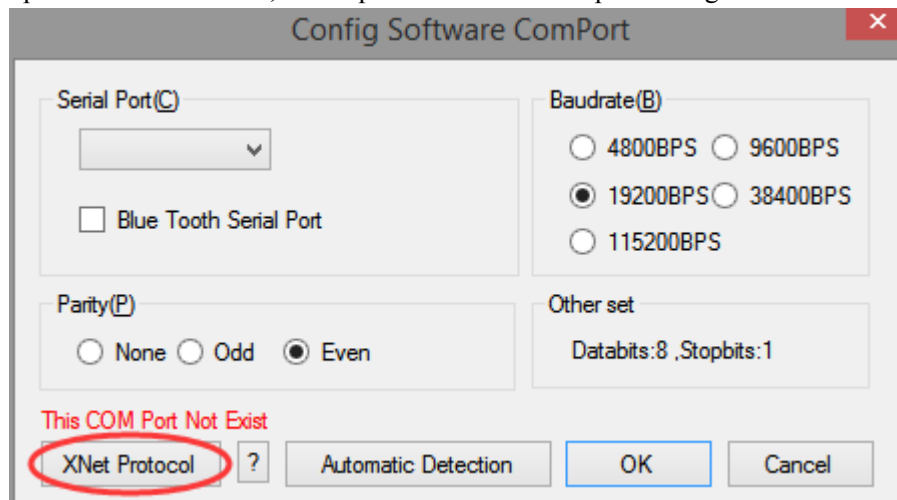 Config Software ComPort
Serial Port(C)
Blue Tooth Serial Port
Baudrate(B)
4800BPS 9600BPS
19200BPS 38400BPS
115200BPS
Parity(P)
None Odd Even
Other set
Databits:8 ,Stopbits:1
This COM Port Not Exist
XNet Protocol ? Automatic Detection OK Cancel